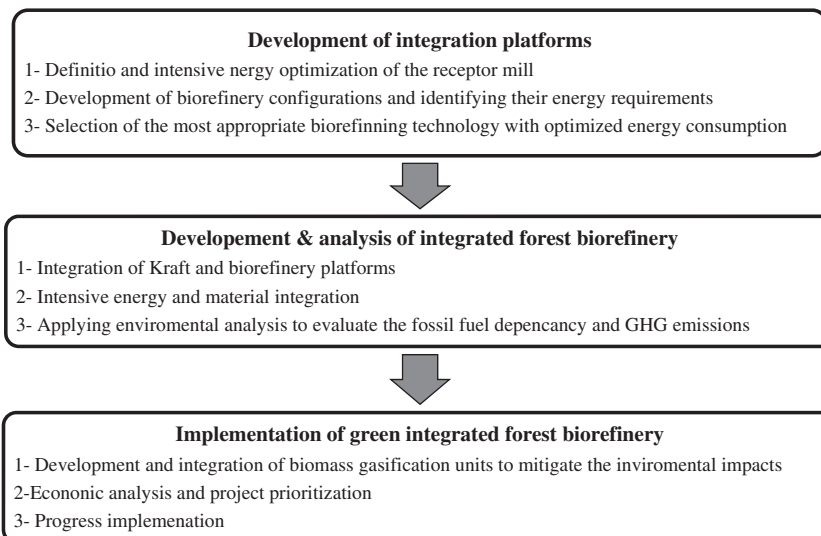 Development of integration platforms
1- Definitio and intensive nergy optimization of the receptor mill
2- Development of biorefinery configurations and identifying their energy requirements
3- Selection of the most appropriate biorefinning technology with optimized energy consumption
Developement & analysis of integrated forest biorefinery
1- Integration of Kraft and biorefinery platforms
2- Intensive energy and material integration
3- Applying enviromental analysis to evaluate the fossil fuel depencancy and GHG emissions
Implementation of green integrated forest biorefinery
1- Development and integration of biomass gasification units to mitigate the inviromental impacts
2-Econonic analysis and project prioritization
3- Progress implemenation